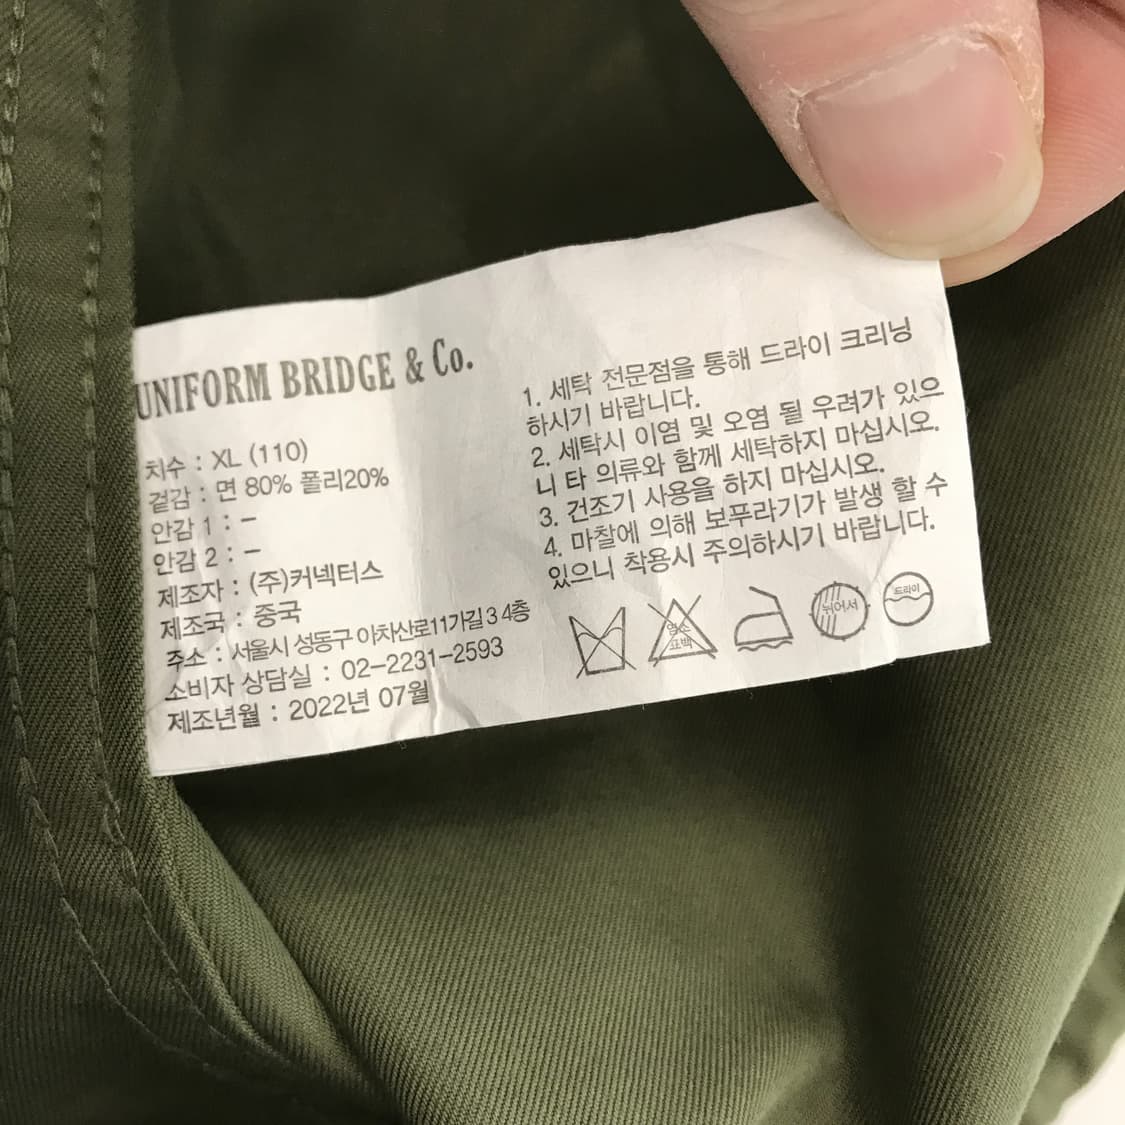 UNIFORM BRIDGE & Co.
치수 : XL (110)
겉감 : 면 80% 폴리20%
안감 1 : –
안감 2 : –
제조자 : (주)커넥터스
제조국 : 중국
주소 : 서울시 성동구 아차산로11가길 3 4층
소비자 상담실 : 02-2231-2593
제조년월 : 2022년 07월
1. 세탁 전문점을 통해 드라이 크리닝
하시기 바랍니다.
2. 세탁시 이염 및 오염 될 우려가 있으
니 타 의류와 함께 세탁하지 마십시오.
3. 건조기 사용을 하지 마십시오.
4. 마찰에 의해 보푸라기가 발생 할 수
있으니 착용시 주의하시기 바랍니다.
염소
표백
뉘어서
드라이